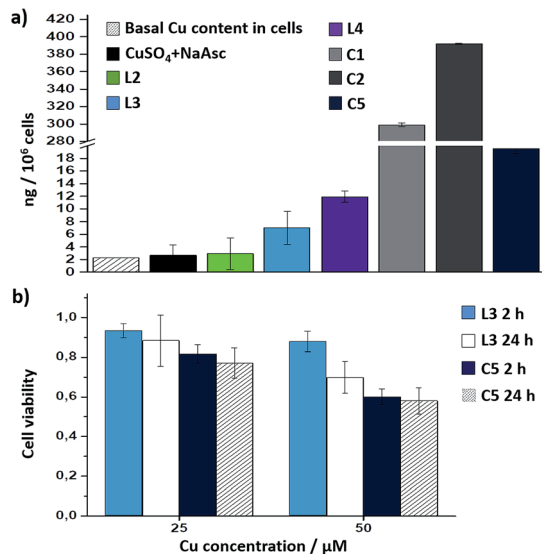 a)
420
400
380
360
340
320
300
280
18
16
14
12
10
8
6
4
2
0
ng / 10⁶ cells
Basal Cu content in cells
CuSO₄+NaAsc
L2
L3
L4
C1
C2
C5
b)
1,0
0,8
0,6
0,4
0,2
0,0
Cell viability
L3 2 h
L3 24 h
C5 2 h
C5 24 h
25
50
Cu concentration / μM